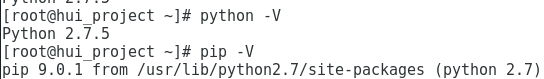 [root@hui_project ~]# python -V
Python 2.7.5
[root@hui_project ~]# pip -V
pip 9.0.1 from /usr/lib/python2.7/site-packages (python 2.7)